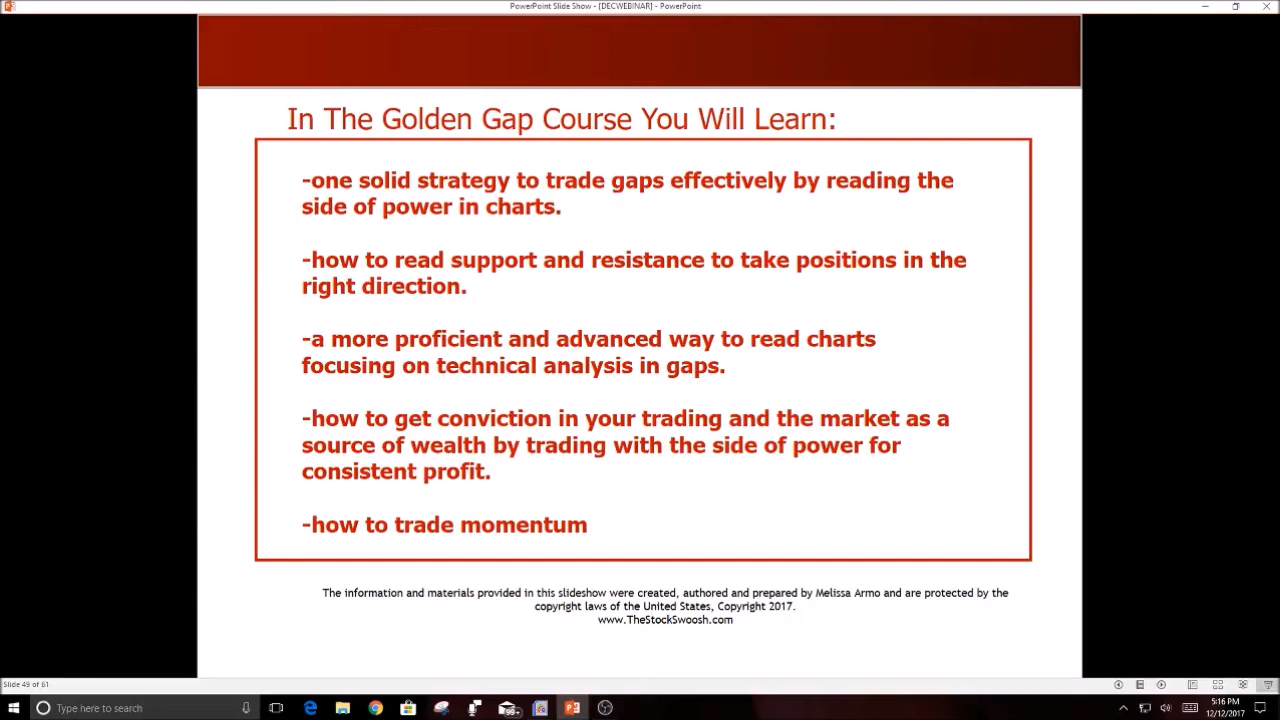 PowerPoint Slide Show - [DECWEBINAR] - PowerPoint
In The Golden Gap Course You Will Learn:
-one solid strategy to trade gaps effectively by reading the
side of power in charts.
-how to read support and resistance to take positions in the
right direction.
-a more proficient and advanced way to read charts
focusing on technical analysis in gaps.
-how to get conviction in your trading and the market as a
source of wealth by trading with the side of power for
consistent profit.
-how to trade momentum
The information and materials provided in this slideshow were created, authored and prepared by Melissa Armo and are protected by the
copyright laws of the United States, Copyright 2017.
www.TheStockSwoosh.com
Slide 49 of 61
Type here to search
5:16 PM
12/12/2017